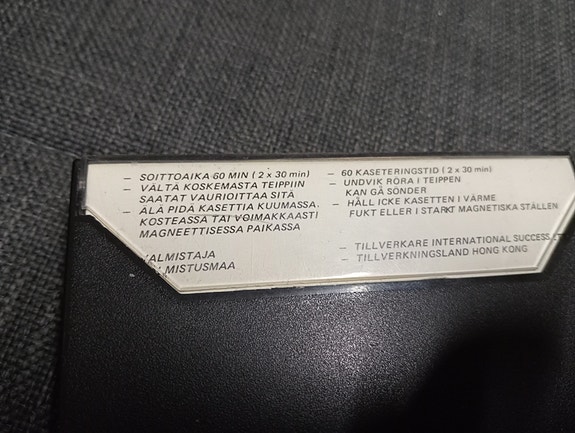 – SOITTOAIKA 60 MIN ( 2 x 30 min)
– VÄLTÄ KOSKEMASTA TEIPPIIN
SAATAT VAURIOITTAA SITÄ
– ÄLÄ PIDÄ KASETTIA KUUMASSA,
KOSTEASSA TAI VOIMAKKAASTI
MAGNEETTISESSA PAIKASSA
VALMISTAJA
MISTUSMAA
– 60 KASETERINGSTID ( 2 x 30 min)
– UNDVIK RÖRA I TEIPPEN
KAN GÅ SÖNDER
– HÅLL ICKE KASETTEN I VÄRME
FUKT ELLER I STARKT MAGNETISKA STÄLLEN
– TILLVERKARE INTERNATIONAL SUCCESS
– TILLVERKNINGSLAND HONG KONG